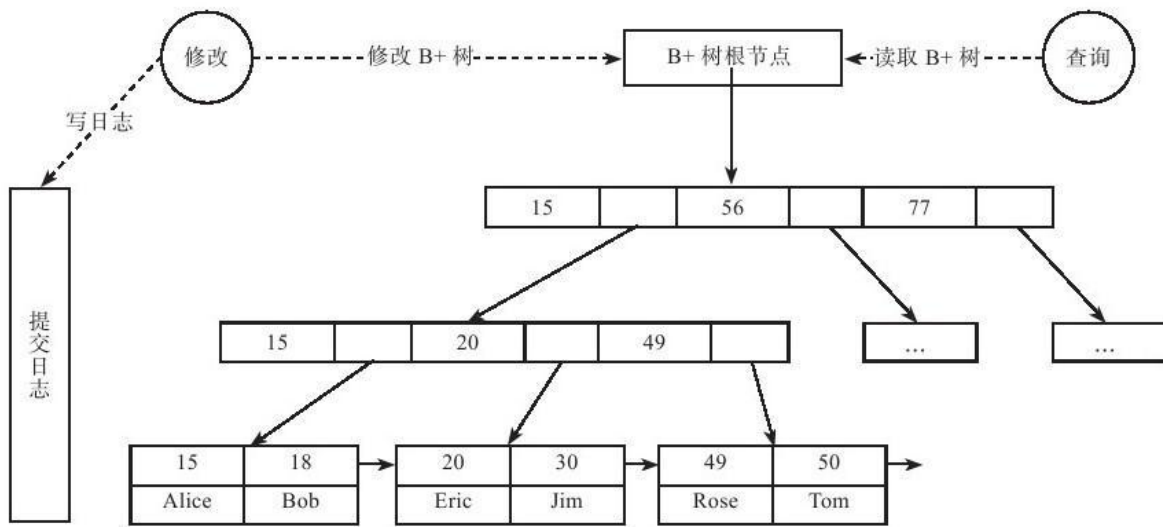 修改
修改 B+ 树
B+ 树根节点
读取 B+ 树
查询
写日志
15 56 77
提交日志
15 20 49
... ...
15 18 20 30 49 50
Alice Bob Eric Jim Rose Tom